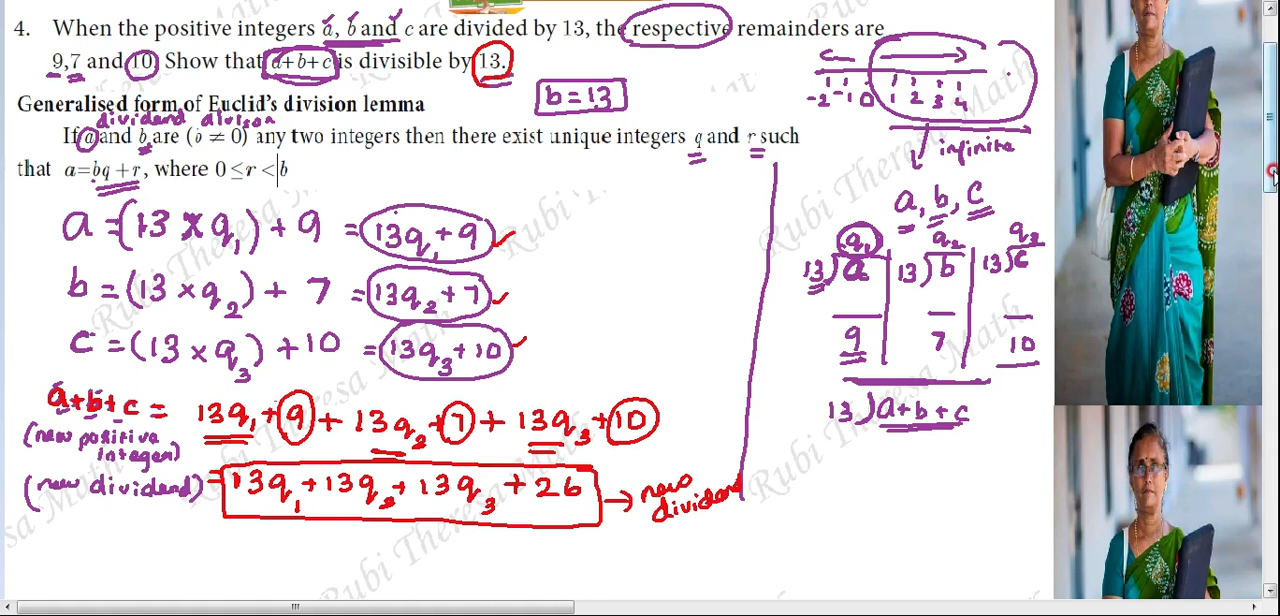 4. When the positive integers a, b and c are divided by 13, the respective remainders are
9,7 and 10. Show that a+b+c is divisible by 13.
b=13
-2 -1 0 1 2 3 4
infinite
Generalised form of Euclid's division lemma
dividend divison
If a and b are (b ≠ 0) any two integers then there exist unique integers q and r such
that a=bq + r, where 0 ≤ r < b
a = (13 × q₁) + 9 = 13q₁ + 9
b = (13 × q₂) + 7 = 13q₂ + 7
c = (13 × q₃) + 10 = 13q₃ + 10
a+b+c = 13q₁ + 9 + 13q₂ + 7 + 13q₃ + 10
(new positive
integer)
(new dividend) = 13q₁ + 13q₂ + 13q₃ + 26 → new
dividend
a, b, c
q₁ q₂ q₃
13)a 13)b 13)c
9 7 10
13)a+b+c
Rubi Theresa Math